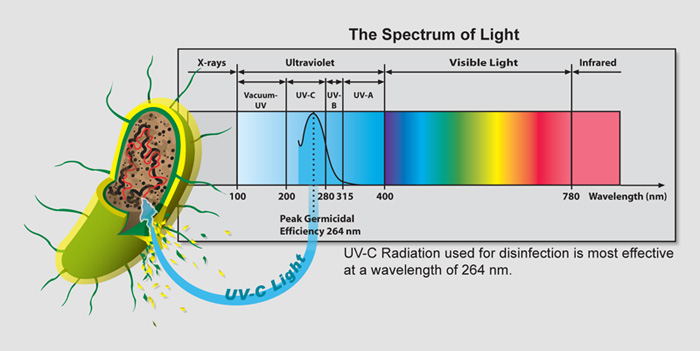 The Spectrum of Light
X-rays Ultraviolet Visible Light Infrared
Vacuum- UV-C UV- UV-A
UV B
100 200 280 315 400 780 Wavelength (nm)
Peak Germicidal
Efficiency 264 nm
UV-C Radiation used for disinfection is most effective
at a wavelength of 264 nm.
UV-C Light